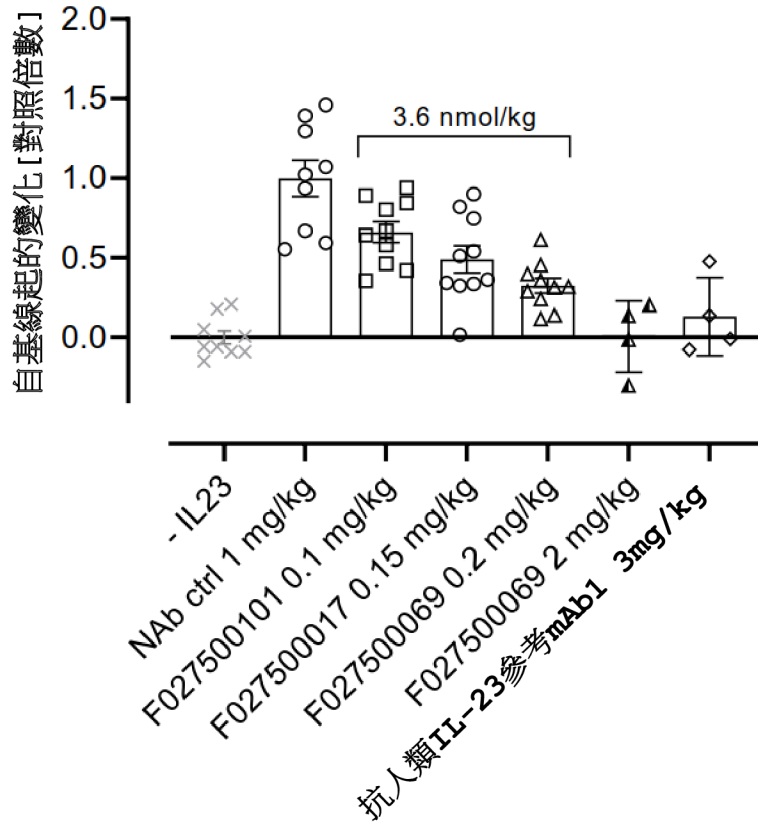 自基線起的變化[對照倍數]
2.0
1.5
1.0
0.5
0.0
3.6 nmol/kg
- IL23
NAb ctrl 1 mg/kg
F027500101 0.1 mg/kg
F027500017 0.15 mg/kg
F027500069 0.2 mg/kg
F027500069 2 mg/kg
抗人類IL-23參考mAb1 3mg/kg